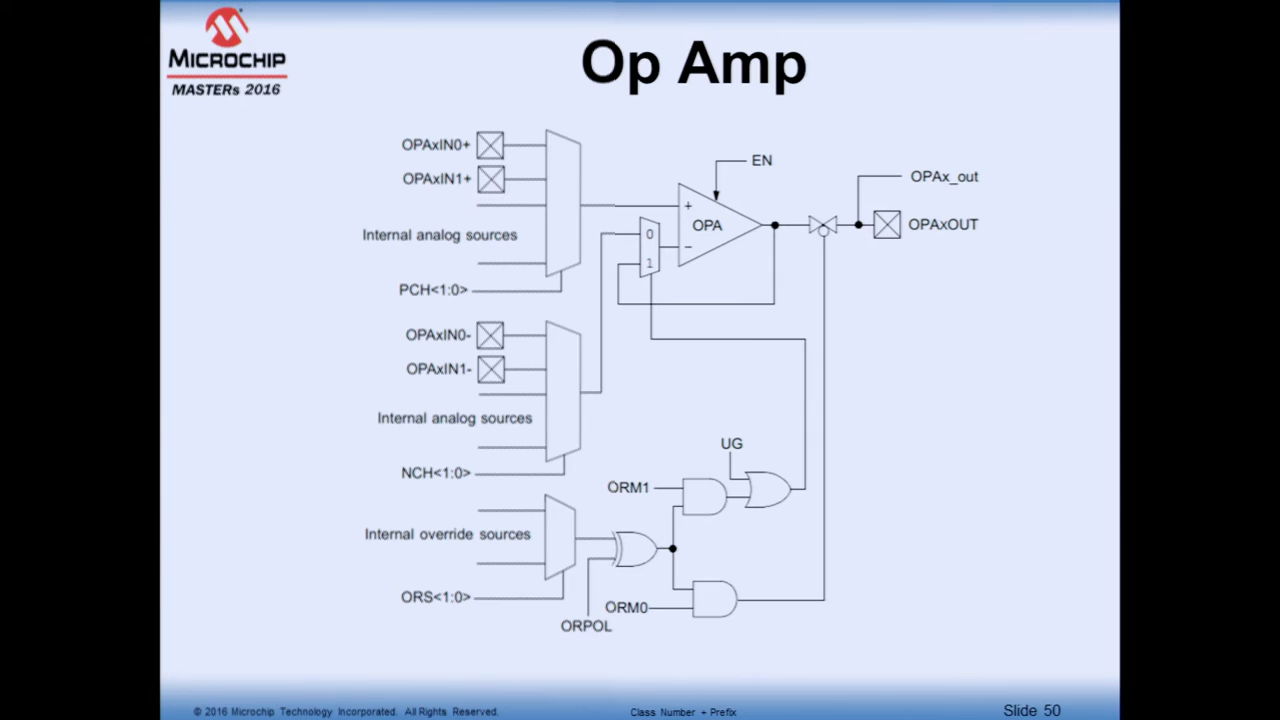 MICROCHIP
MASTERs 2016
Op Amp
OPAxIN0+
OPAxIN1+
Internal analog sources
PCH<1:0>
EN
+
OPA
−
0
1
OPAx_out
OPAxOUT
OPAxIN0-
OPAxIN1-
Internal analog sources
NCH<1:0>
UG
ORM1
Internal override sources
ORS<1:0>
ORM0
ORPOL
© 2016 Microchip Technology Incorporated. All Rights Reserved.
Class Number + Prefix
Slide 50